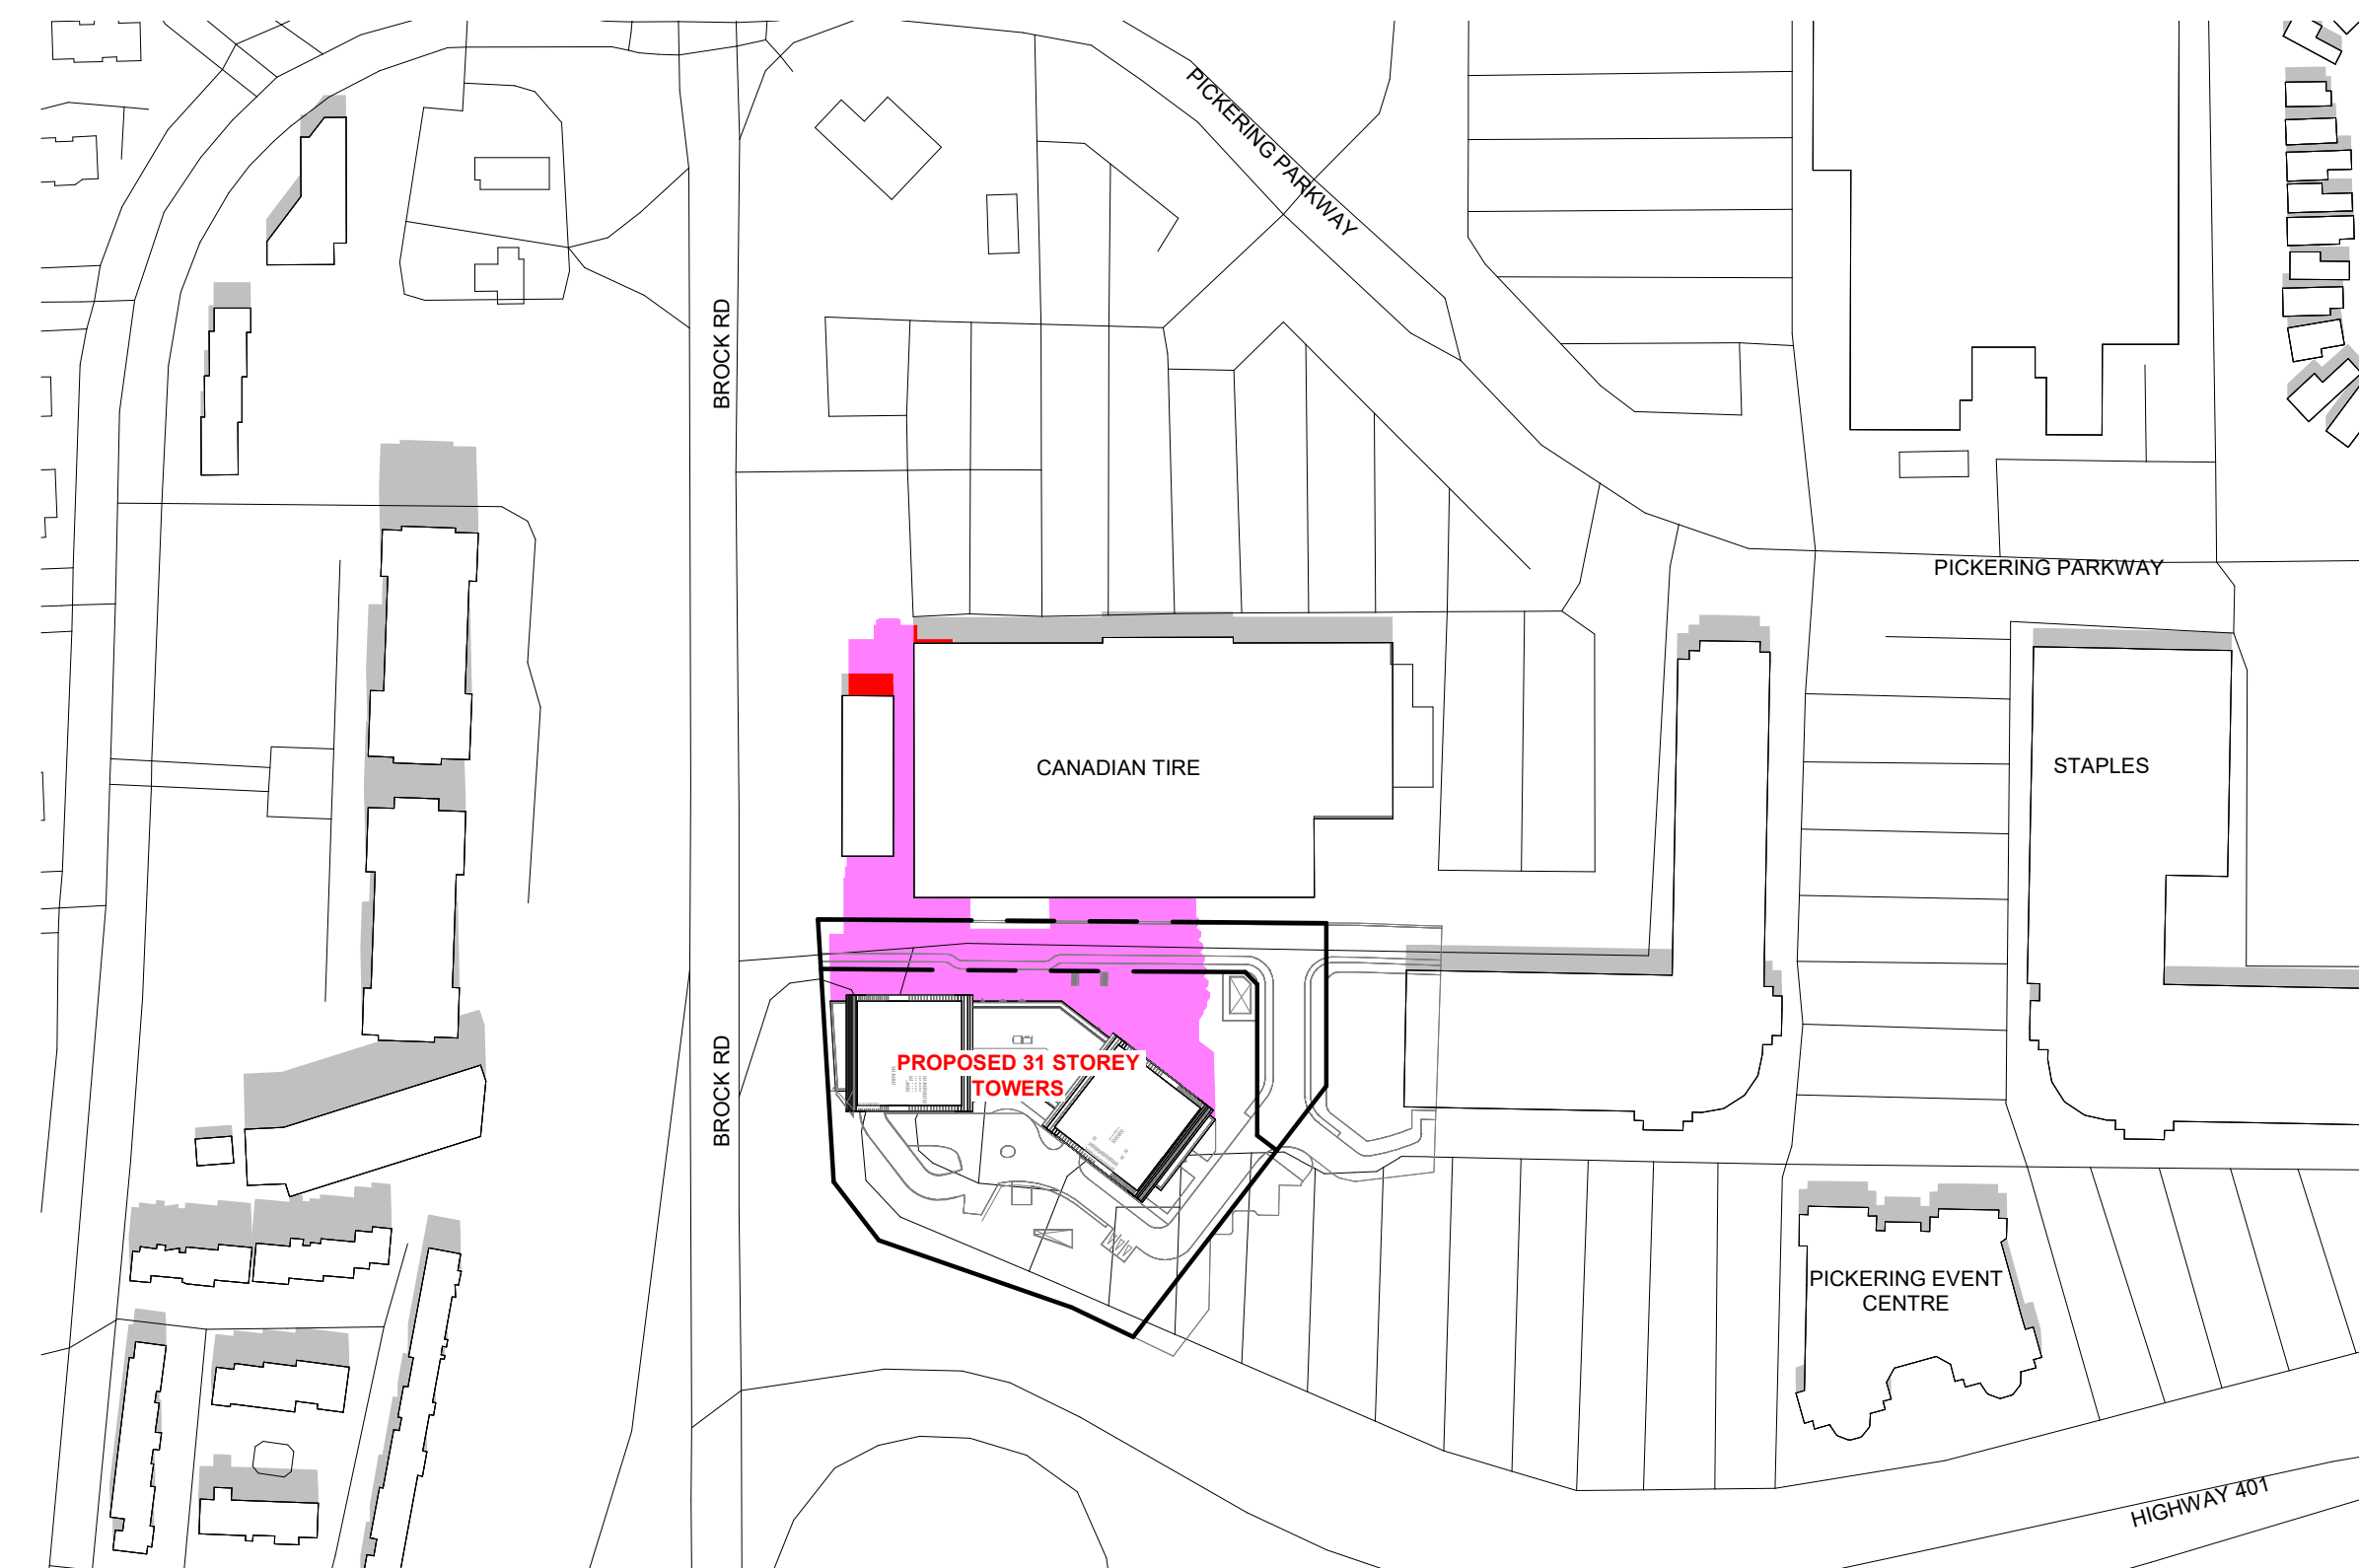 PICKERING PARKWAY
BROCK RD
PICKERING PARKWAY
CANADIAN TIRE
STAPLES
BROCK RD
PROPOSED 31 STOREY
TOWERS
PICKERING EVENT
CENTRE
HIGHWAY 401